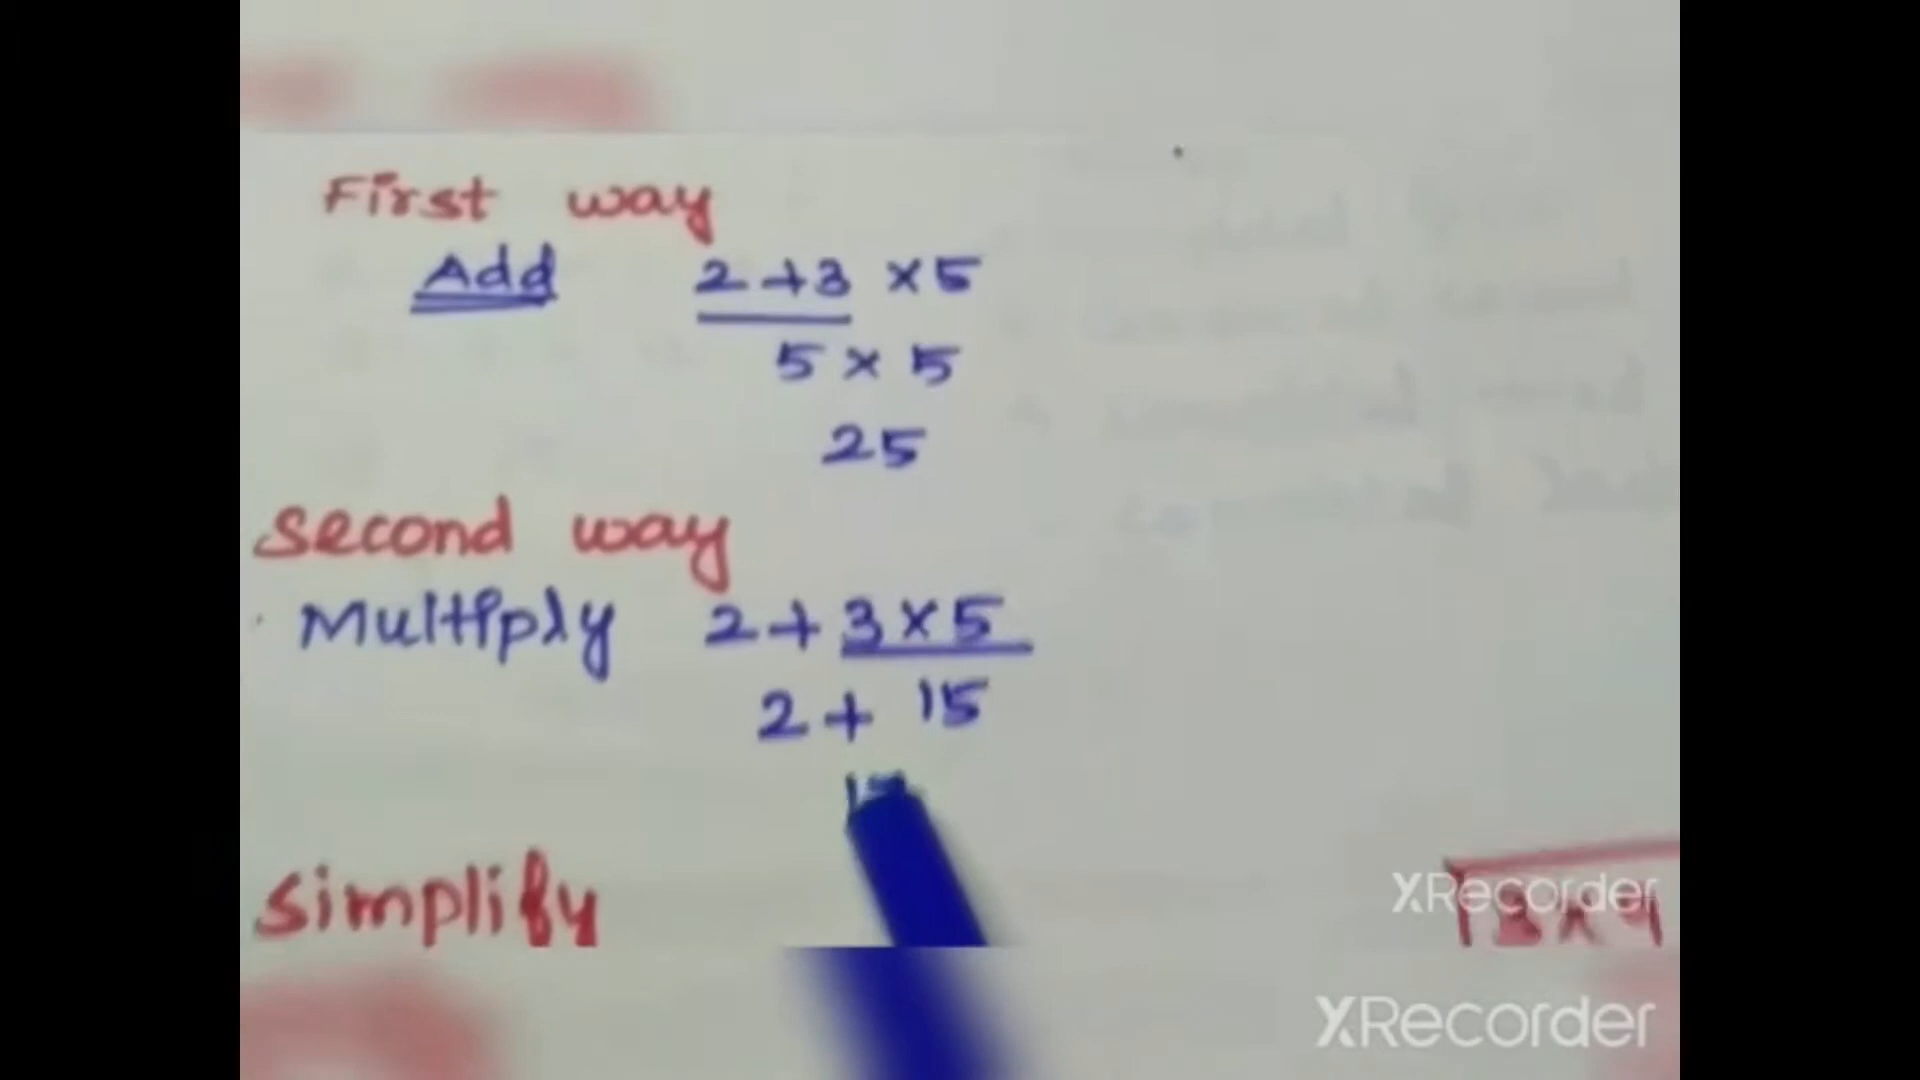 First way
Add 2+3 ×5
5 × 5
25
Second way
Multiply 2+3×5
2+ 15
Simplify
XRecorder
XRecorder